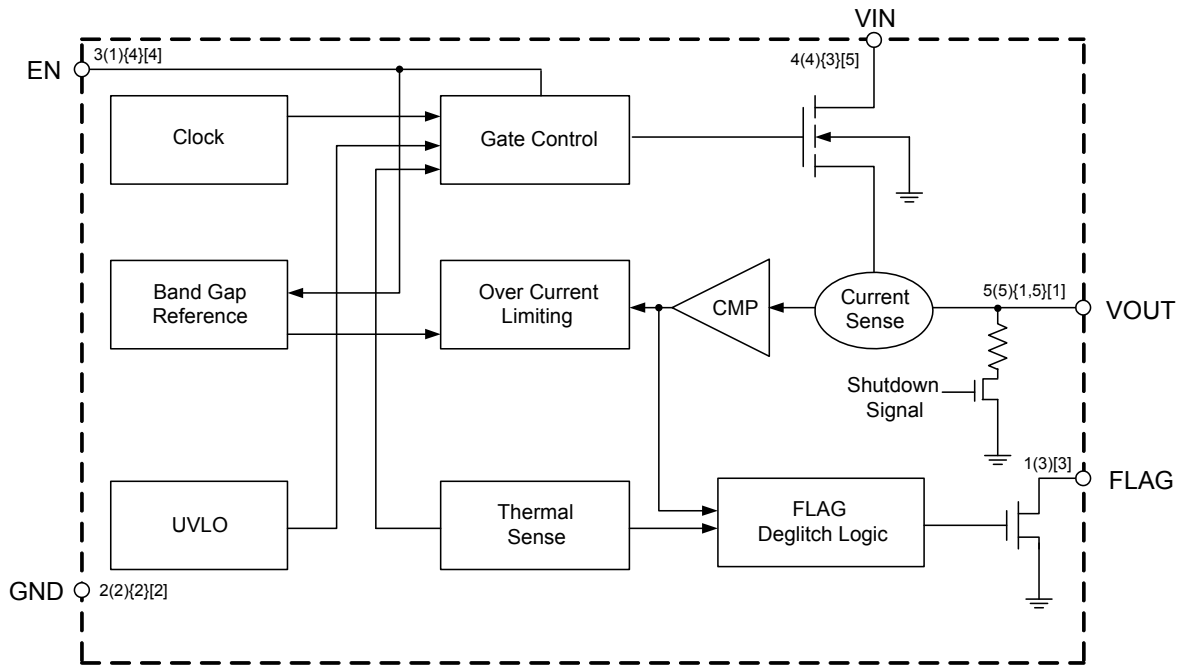 VIN
3(1){4}[4]
4(4){3}[5]
EN
Clock
Gate Control
Band Gap
Reference
Over Current
Limiting
CMP
Current
Sense
5(5){1,5}[1]
VOUT
Shutdown
Signal
1(3)[3]
FLAG
UVLO
Thermal
Sense
FLAG
Deglitch Logic
GND
2(2){2}[2]